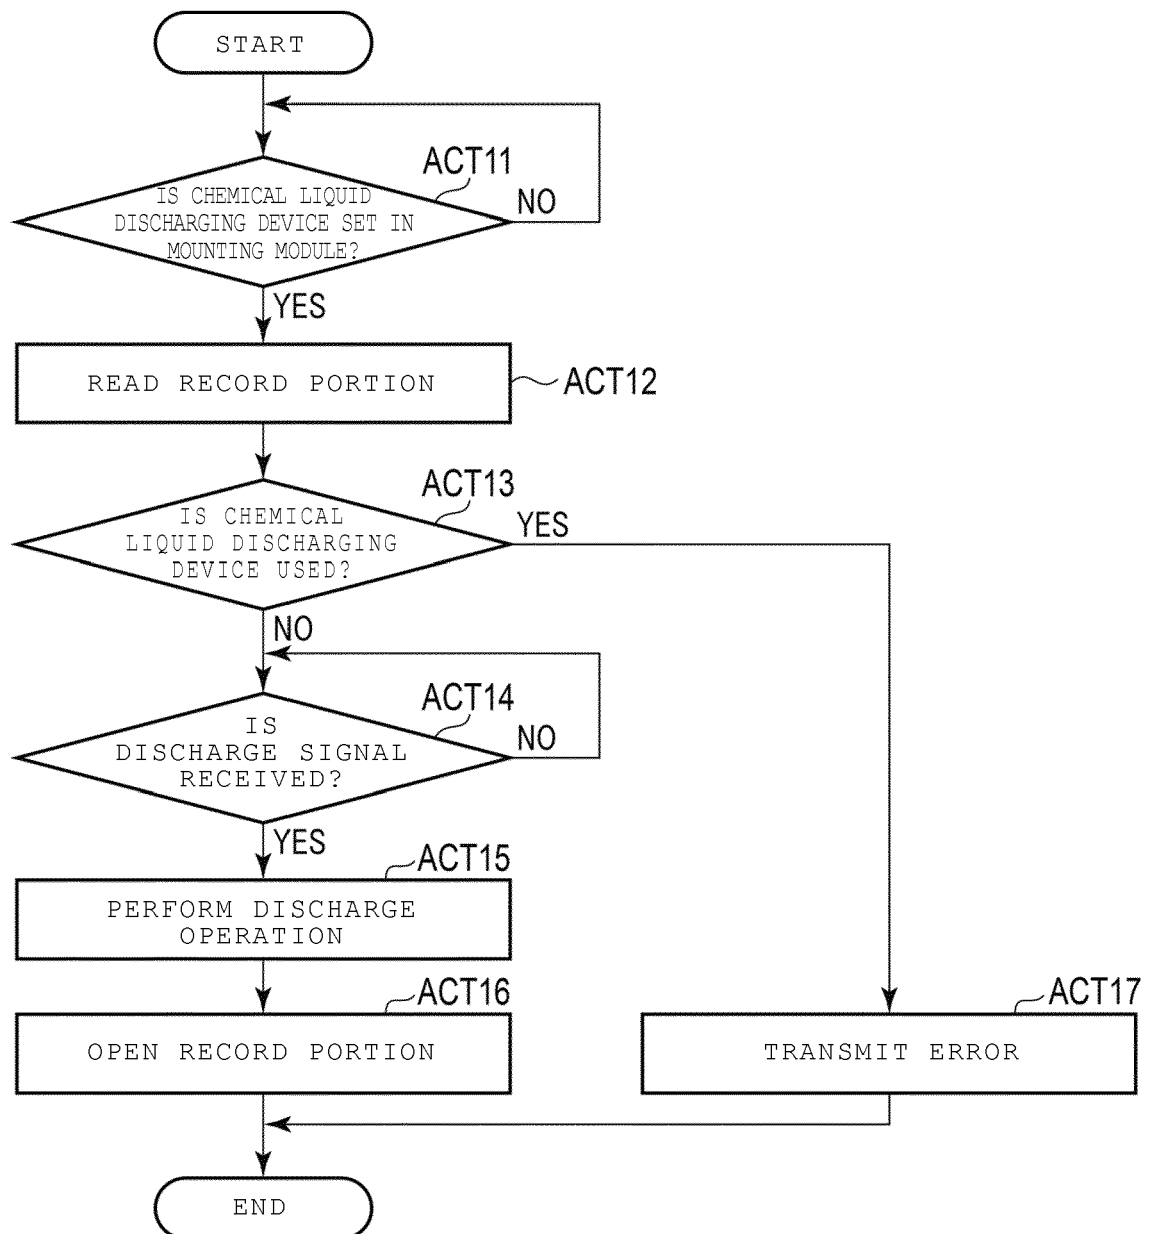 START
ACT11
IS CHEMICAL LIQUID
DISCHARGING DEVICE SET IN
MOUNTING MODULE?
NO
YES
READ RECORD PORTION
ACT12
ACT13
IS CHEMICAL
LIQUID DISCHARGING
DEVICE USED?
YES
NO
ACT14
IS
DISCHARGE SIGNAL
RECEIVED?
NO
YES
ACT15
PERFORM DISCHARGE
OPERATION
ACT16
OPEN RECORD PORTION
ACT17
TRANSMIT ERROR
END